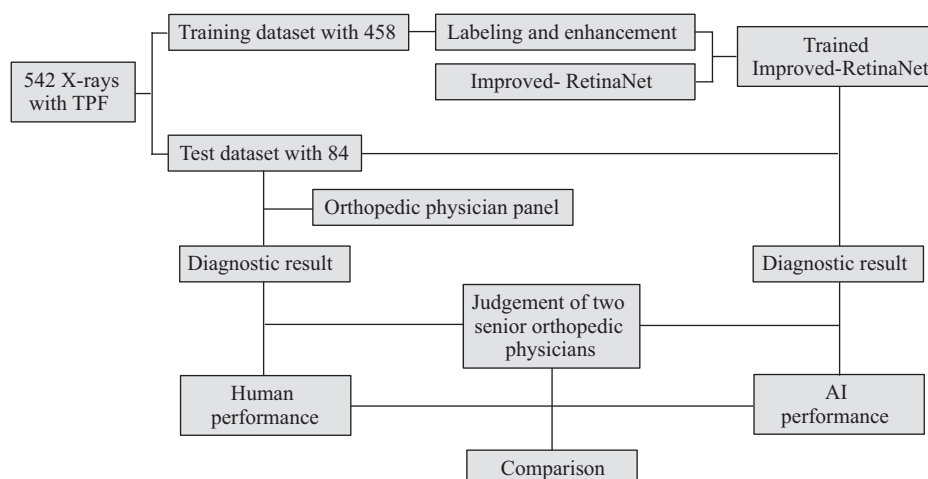 Training dataset with 458
Labeling and enhancement
Trained
Improved-RetinaNet
542 X-rays
with TPF
Improved- RetinaNet
Test dataset with 84
Orthopedic physician panel
Diagnostic result
Diagnostic result
Judgement of two
senior orthopedic
physicians
Human
performance
AI
performance
Comparison